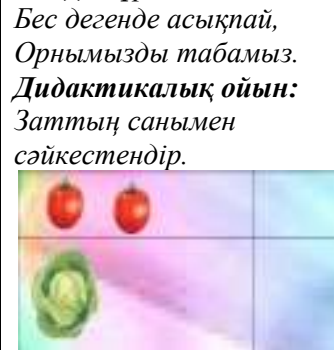 Бес дегенде асықпай,
Орнымызды табамыз.
Дидактикалық ойын:
Заттың санымен
сәйкестендір.